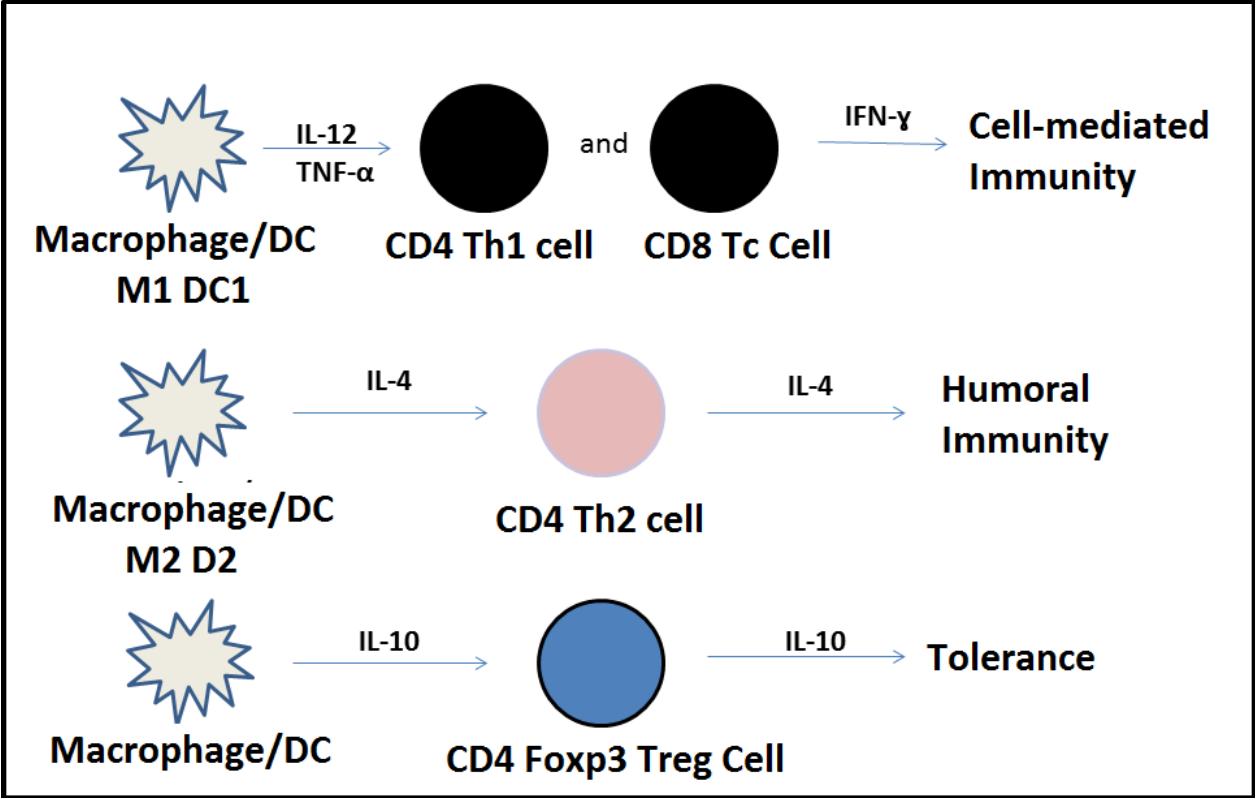 IL-12
TNF-α
and
IFN-ɣ
Cell-mediated
Immunity
Macrophage/DC
M1 DC1
CD4 Th1 cell
CD8 Tc Cell
IL-4
IL-4
Humoral
Immunity
Macrophage/DC
M2 D2
CD4 Th2 cell
IL-10
IL-10
Tolerance
Macrophage/DC
CD4 Foxp3 Treg Cell